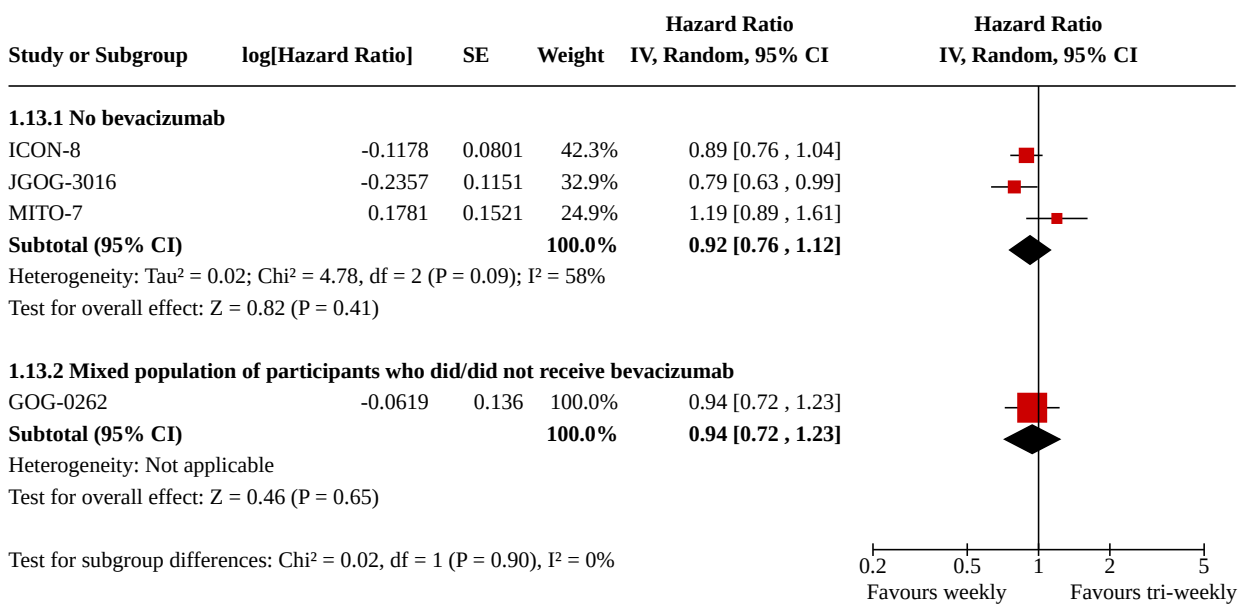 Hazard Ratio Hazard Ratio
Study or Subgroup log[Hazard Ratio] SE Weight IV, Random, 95% CI IV, Random, 95% CI
1.13.1 No bevacizumab
ICON-8 -0.1178 0.0801 42.3% 0.89 [0.76 , 1.04]
JGOG-3016 -0.2357 0.1151 32.9% 0.79 [0.63 , 0.99]
MITO-7 0.1781 0.1521 24.9% 1.19 [0.89 , 1.61]
Subtotal (95% CI) 100.0% 0.92 [0.76 , 1.12]
Heterogeneity: Tau² = 0.02; Chi² = 4.78, df = 2 (P = 0.09); I² = 58%
Test for overall effect: Z = 0.82 (P = 0.41)
1.13.2 Mixed population of participants who did/did not receive bevacizumab
GOG-0262 -0.0619 0.136 100.0% 0.94 [0.72 , 1.23]
Subtotal (95% CI) 100.0% 0.94 [0.72 , 1.23]
Heterogeneity: Not applicable
Test for overall effect: Z = 0.46 (P = 0.65)
Test for subgroup differences: Chi² = 0.02, df = 1 (P = 0.90), I² = 0%
0.2 0.5 1 2 5
Favours weekly Favours tri-weekly